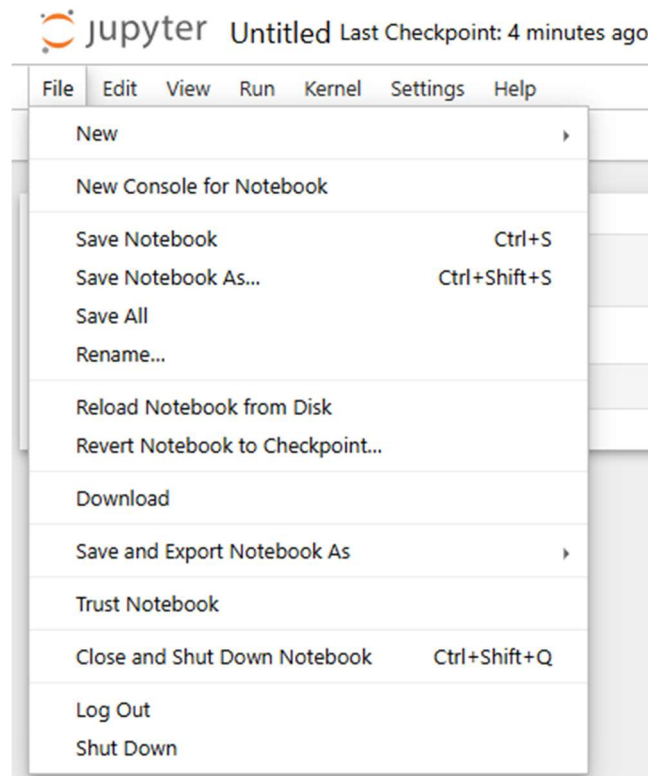 jupyter Untitled Last Checkpoint: 4 minutes ago
File Edit View Run Kernel Settings Help
New
New Console for Notebook
Save Notebook Ctrl+S
Save Notebook As... Ctrl+Shift+S
Save All
Rename...
Reload Notebook from Disk
Revert Notebook to Checkpoint...
Download
Save and Export Notebook As
Trust Notebook
Close and Shut Down Notebook Ctrl+Shift+Q
Log Out
Shut Down